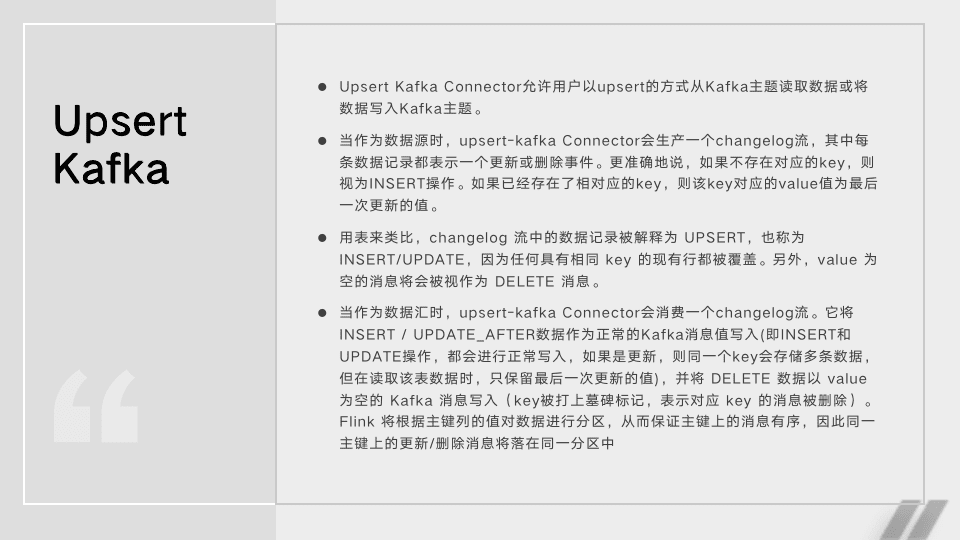 Upsert
Kafka
● Upsert Kafka Connector允许用户以upsert的方式从Kafka主题读取数据或将
数据写入Kafka主题。
● 当作为数据源时，upsert-kafka Connector会生产一个changelog流，其中每
条数据记录都表示一个更新或删除事件。更准确地说，如果不存在对应的key，则
视为INSERT操作。如果已经存在了相对应的key，则该key对应的value值为最后
一次更新的值。
● 用表来类比，changelog 流中的数据记录被解释为 UPSERT，也称为
INSERT/UPDATE，因为任何具有相同 key 的现有行都被覆盖。另外，value 为
空的消息将会被视作为 DELETE 消息。
● 当作为数据汇时，upsert-kafka Connector会消费一个changelog流。它将
INSERT / UPDATE_AFTER数据作为正常的Kafka消息值写入(即INSERT和
UPDATE操作，都会进行正常写入，如果是更新，则同一个key会存储多条数据，
但在读取该表数据时，只保留最后一次更新的值)，并将 DELETE 数据以 value
为空的 Kafka 消息写入（key被打上墓碑标记，表示对应 key 的消息被删除）。
Flink 将根据主键列的值对数据进行分区，从而保证主键上的消息有序，因此同一
主键上的更新/删除消息将落在同一分区中